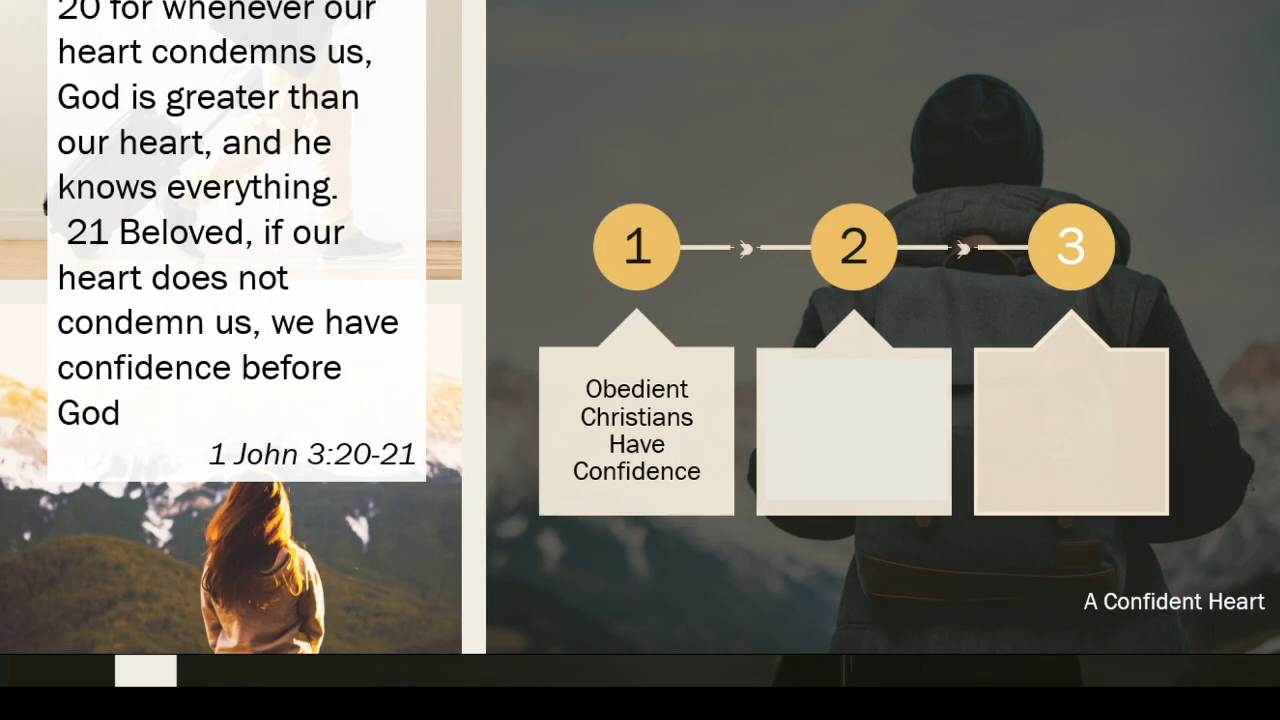 20 for whenever our
heart condemns us,
God is greater than
our heart, and he
knows everything.
21 Beloved, if our
heart does not
condemn us, we have
confidence before
God
1 John 3:20-21
1
2
3
Obedient
Christians
Have
Confidence
A Confident Heart